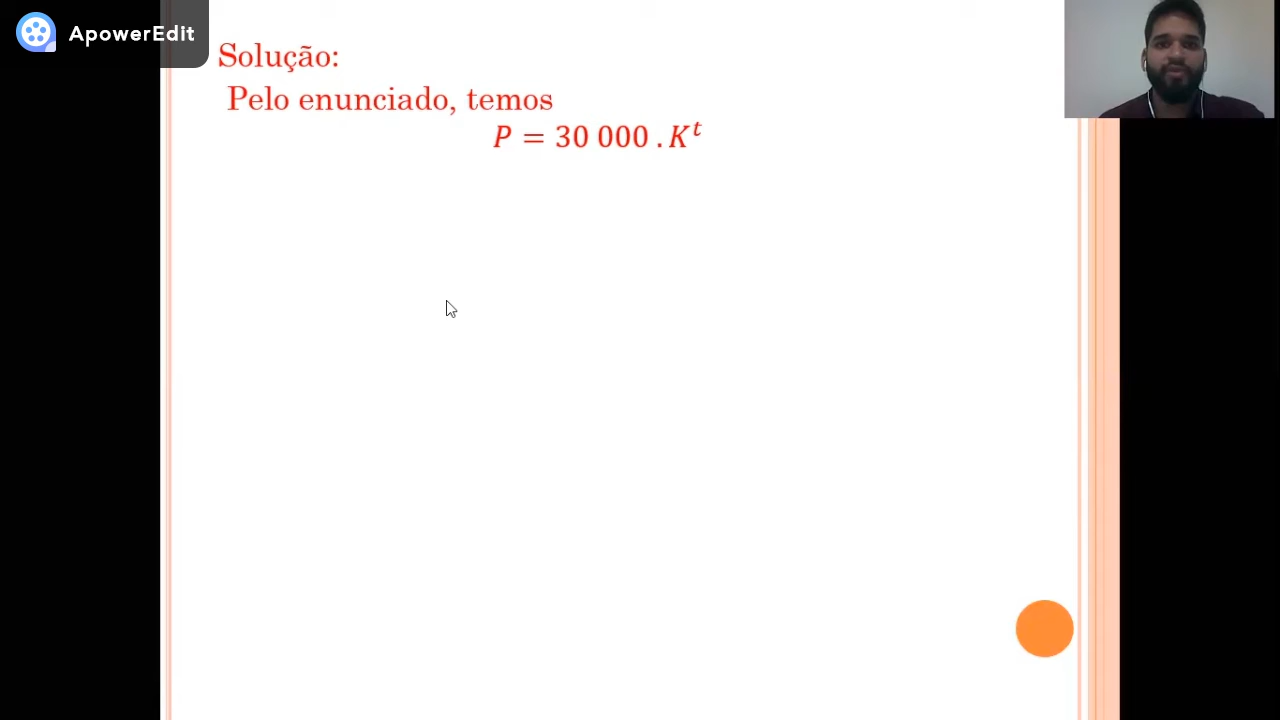 ApowerEdit
Solução:
Pelo enunciado, temos
P = 30 000 . K^t